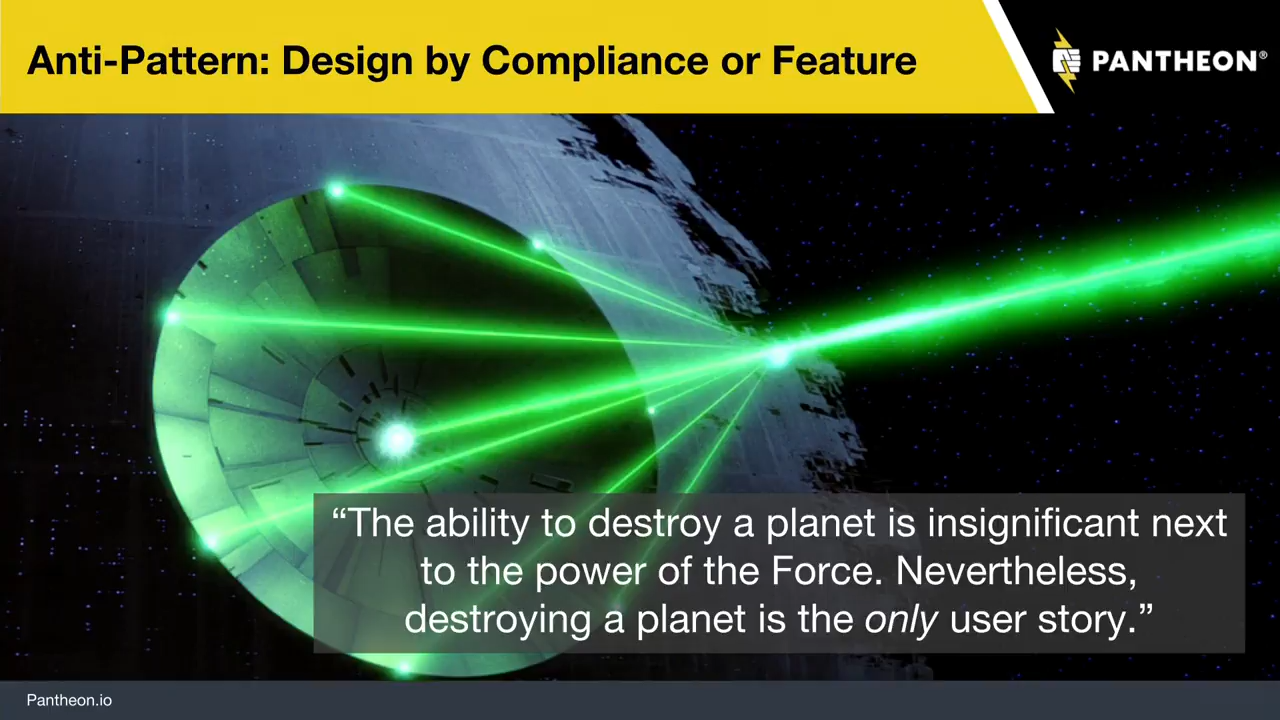 Anti-Pattern: Design by Compliance or Feature
PANTHEON®
“The ability to destroy a planet is insignificant next
to the power of the Force. Nevertheless,
destroying a planet is the only user story.”
Pantheon.io